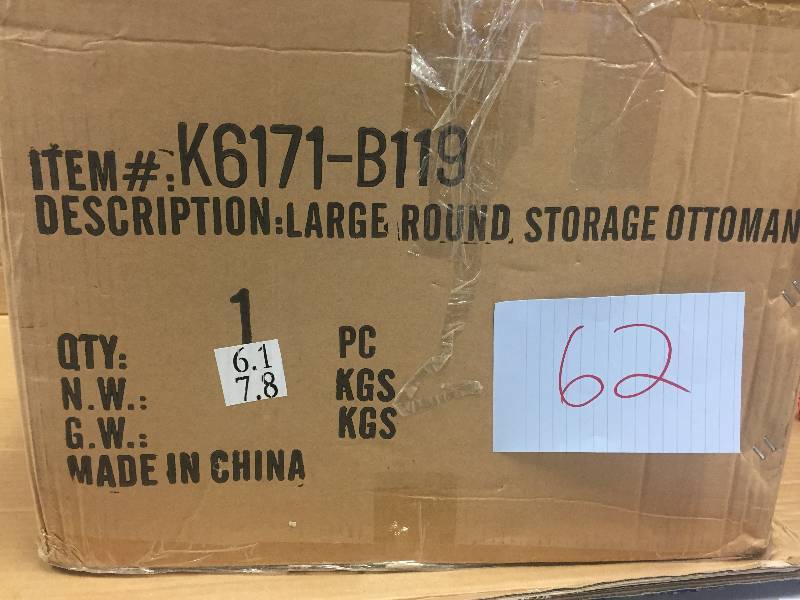 ITEM#:K6171-B119
DESCRIPTION:LARGE ROUND STORAGE OTTOMAN
QTY: 1 PC
N.W.: 6.1 KGS
G.W.: 7.8 KGS
MADE IN CHINA
62